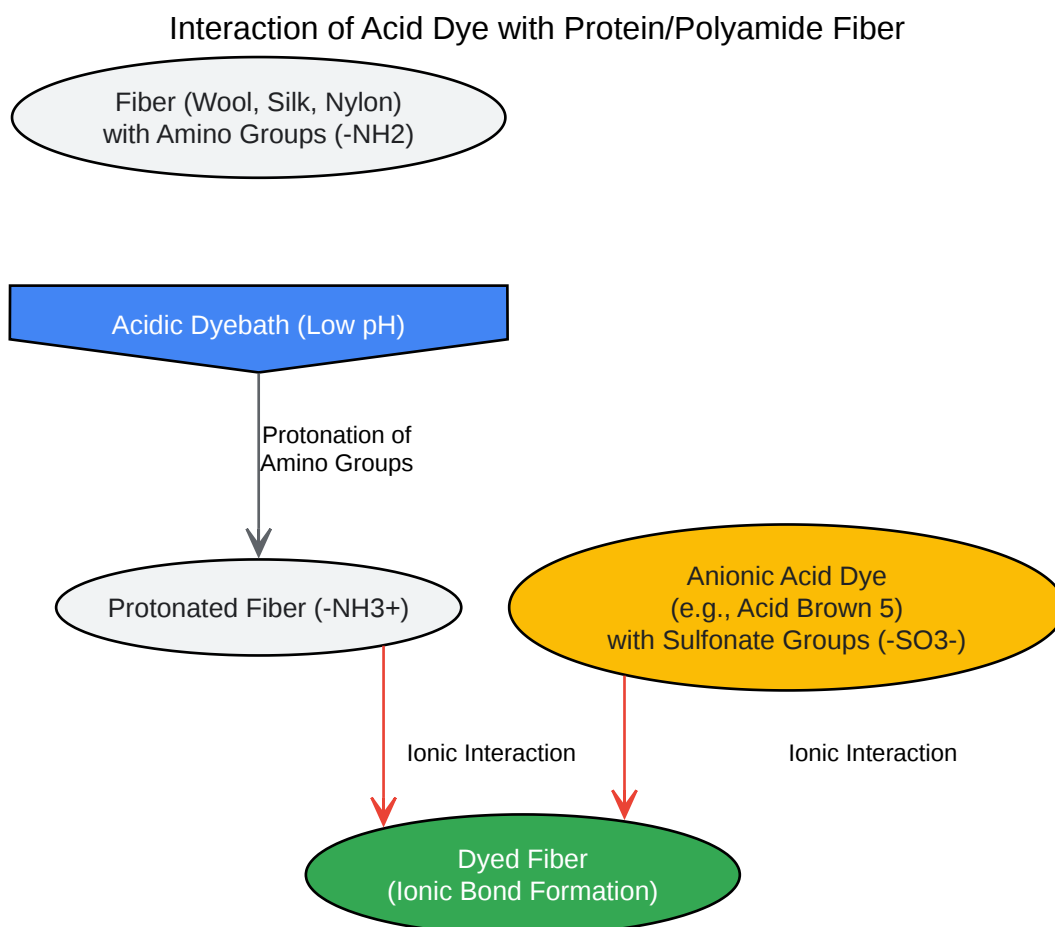 Interaction of Acid Dye with Protein/Polyamide Fiber
Fiber (Wool, Silk, Nylon)
with Amino Groups (-NH2)
Acidic Dyebath (Low pH)
Protonation of
Amino Groups
Protonated Fiber (-NH3+)
Anionic Acid Dye
(e.g., Acid Brown 5)
with Sulfonate Groups (-SO3-)
Ionic Interaction
Ionic Interaction
Dyed Fiber
(Ionic Bond Formation)